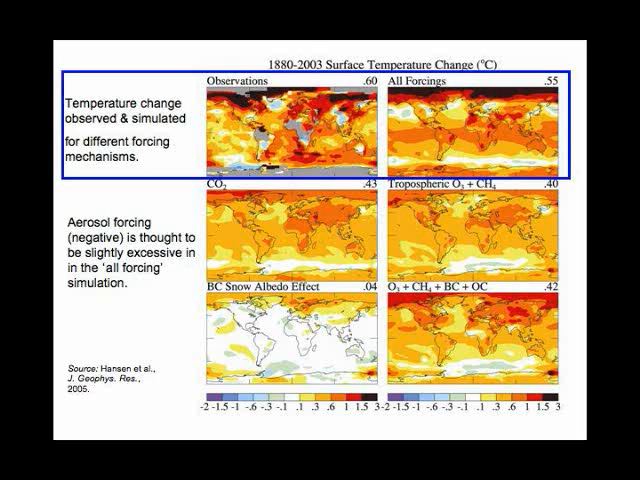 1880-2003 Surface Temperature Change (°C)
Observations .60
All Forcings .55
Temperature change
observed & simulated
for different forcing
mechanisms.
CO2 .43
Tropospheric O3 + CH4 .40
Aerosol forcing
(negative) is thought to
be slightly excessive in
in the ‘all forcing’
simulation.
BC Snow Albedo Effect .04
O3 + CH4 + BC + OC .42
Source: Hansen et al.,
J. Geophys. Res.,
2005.
-2 -1.5 -1 -.6 -.3 -.1 .1 .3 .6 1 1.5 3
-2 -1.5 -1 -.6 -.3 -.1 .1 .3 .6 1 1.5 3